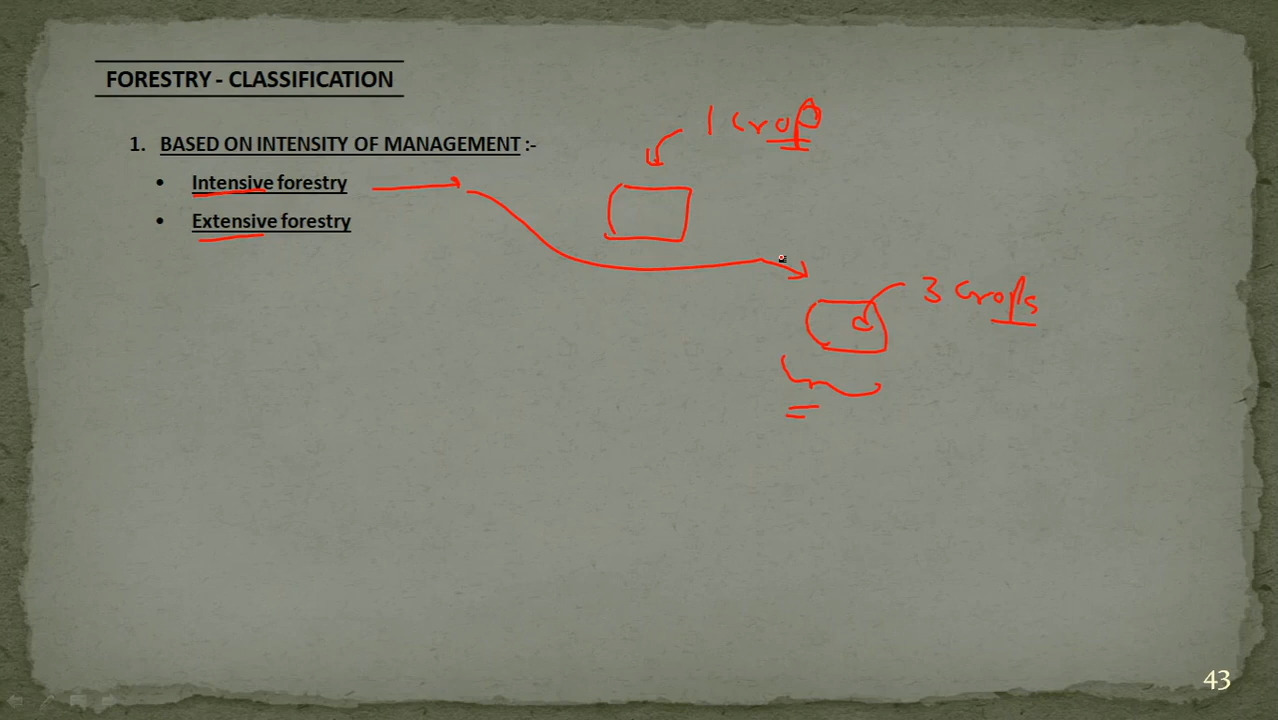 FORESTRY - CLASSIFICATION
1. BASED ON INTENSITY OF MANAGEMENT :-
• Intensive forestry
• Extensive forestry
1 Crop
3 Crops
43